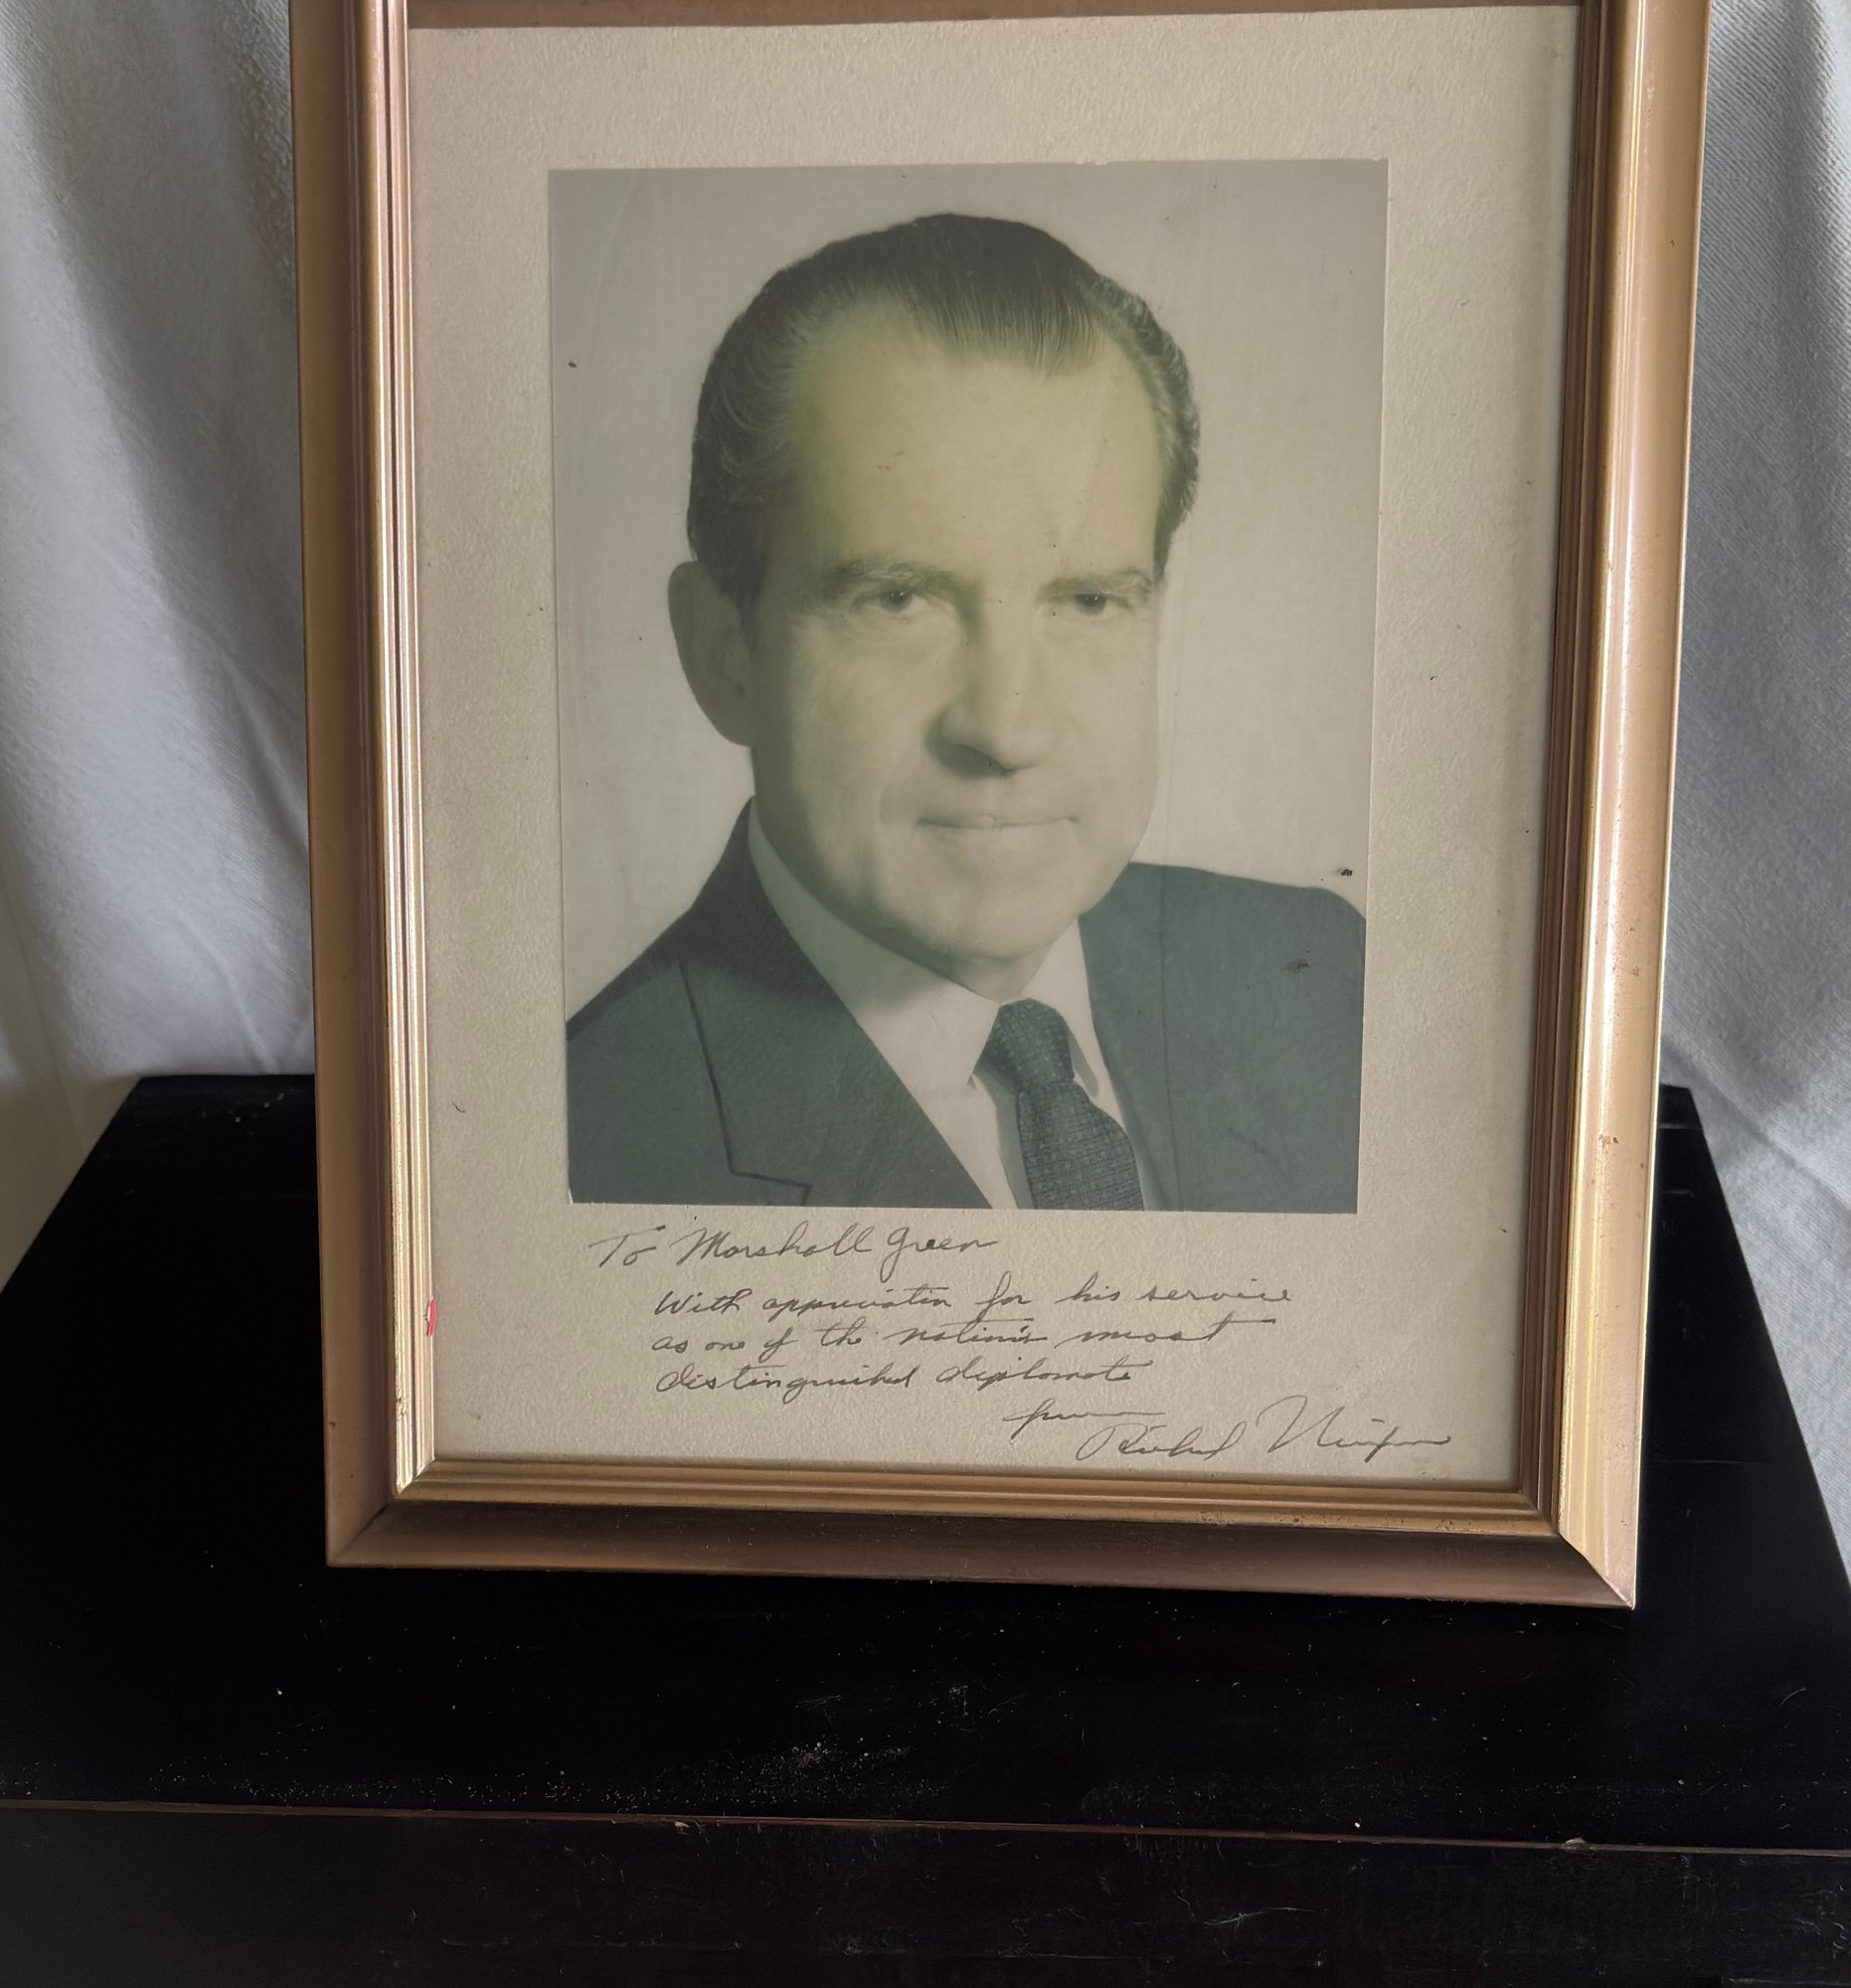 To Marshall Green
With appreciation for his service
as one of the nation's most
distinguished diplomats
from
Richard Nixon